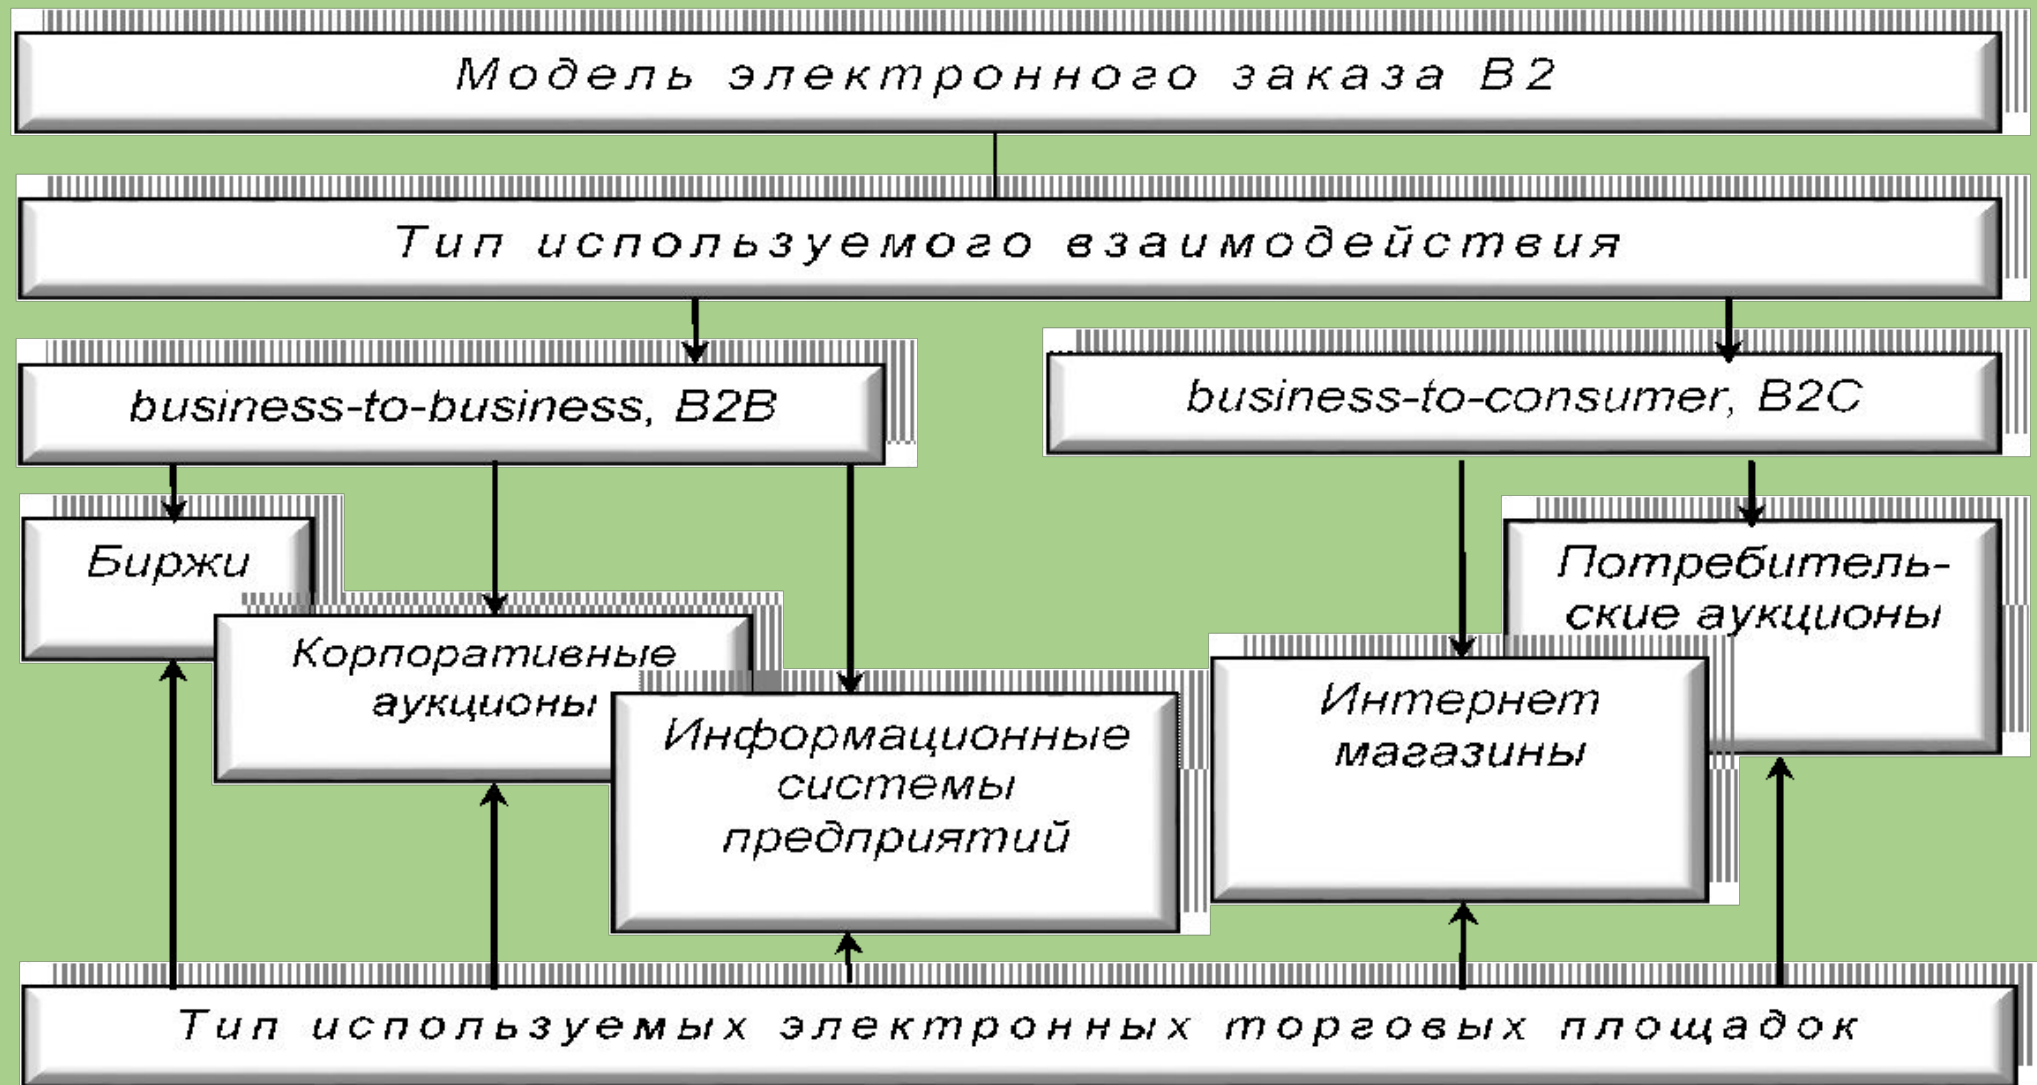 Модель электронного заказа B2
Тип используемого взаимодействия
business-to-business, B2B
business-to-consumer, B2C
Биржи
Корпоративные
аукционы
Информационные
системы
предприятий
Интернет
магазины
Потребитель-
ские аукционы
Тип используемых электронных торговых площадок